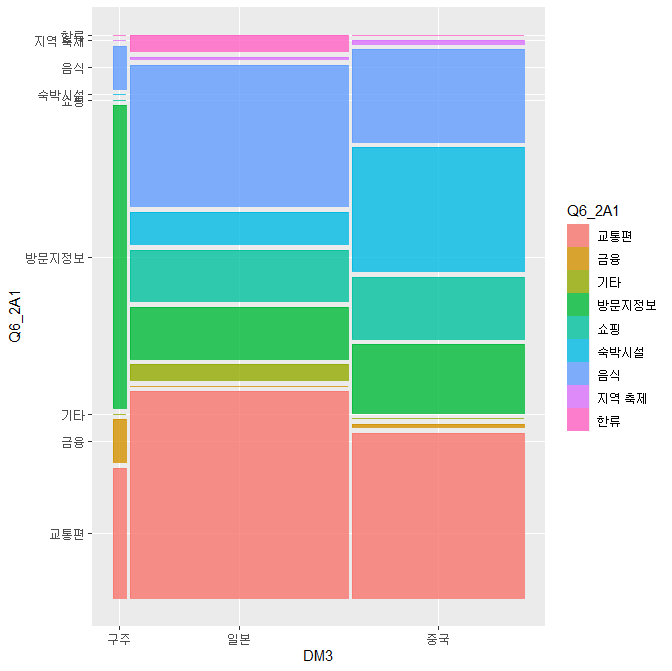 한류
지역 축제
음식
숙박시설
쇼핑
방문지정보
기타
금융
교통편
Q6_2A1
구주
일본
중국
DM3
Q6_2A1
교통편
금융
기타
방문지정보
쇼핑
숙박시설
음식
지역 축제
한류